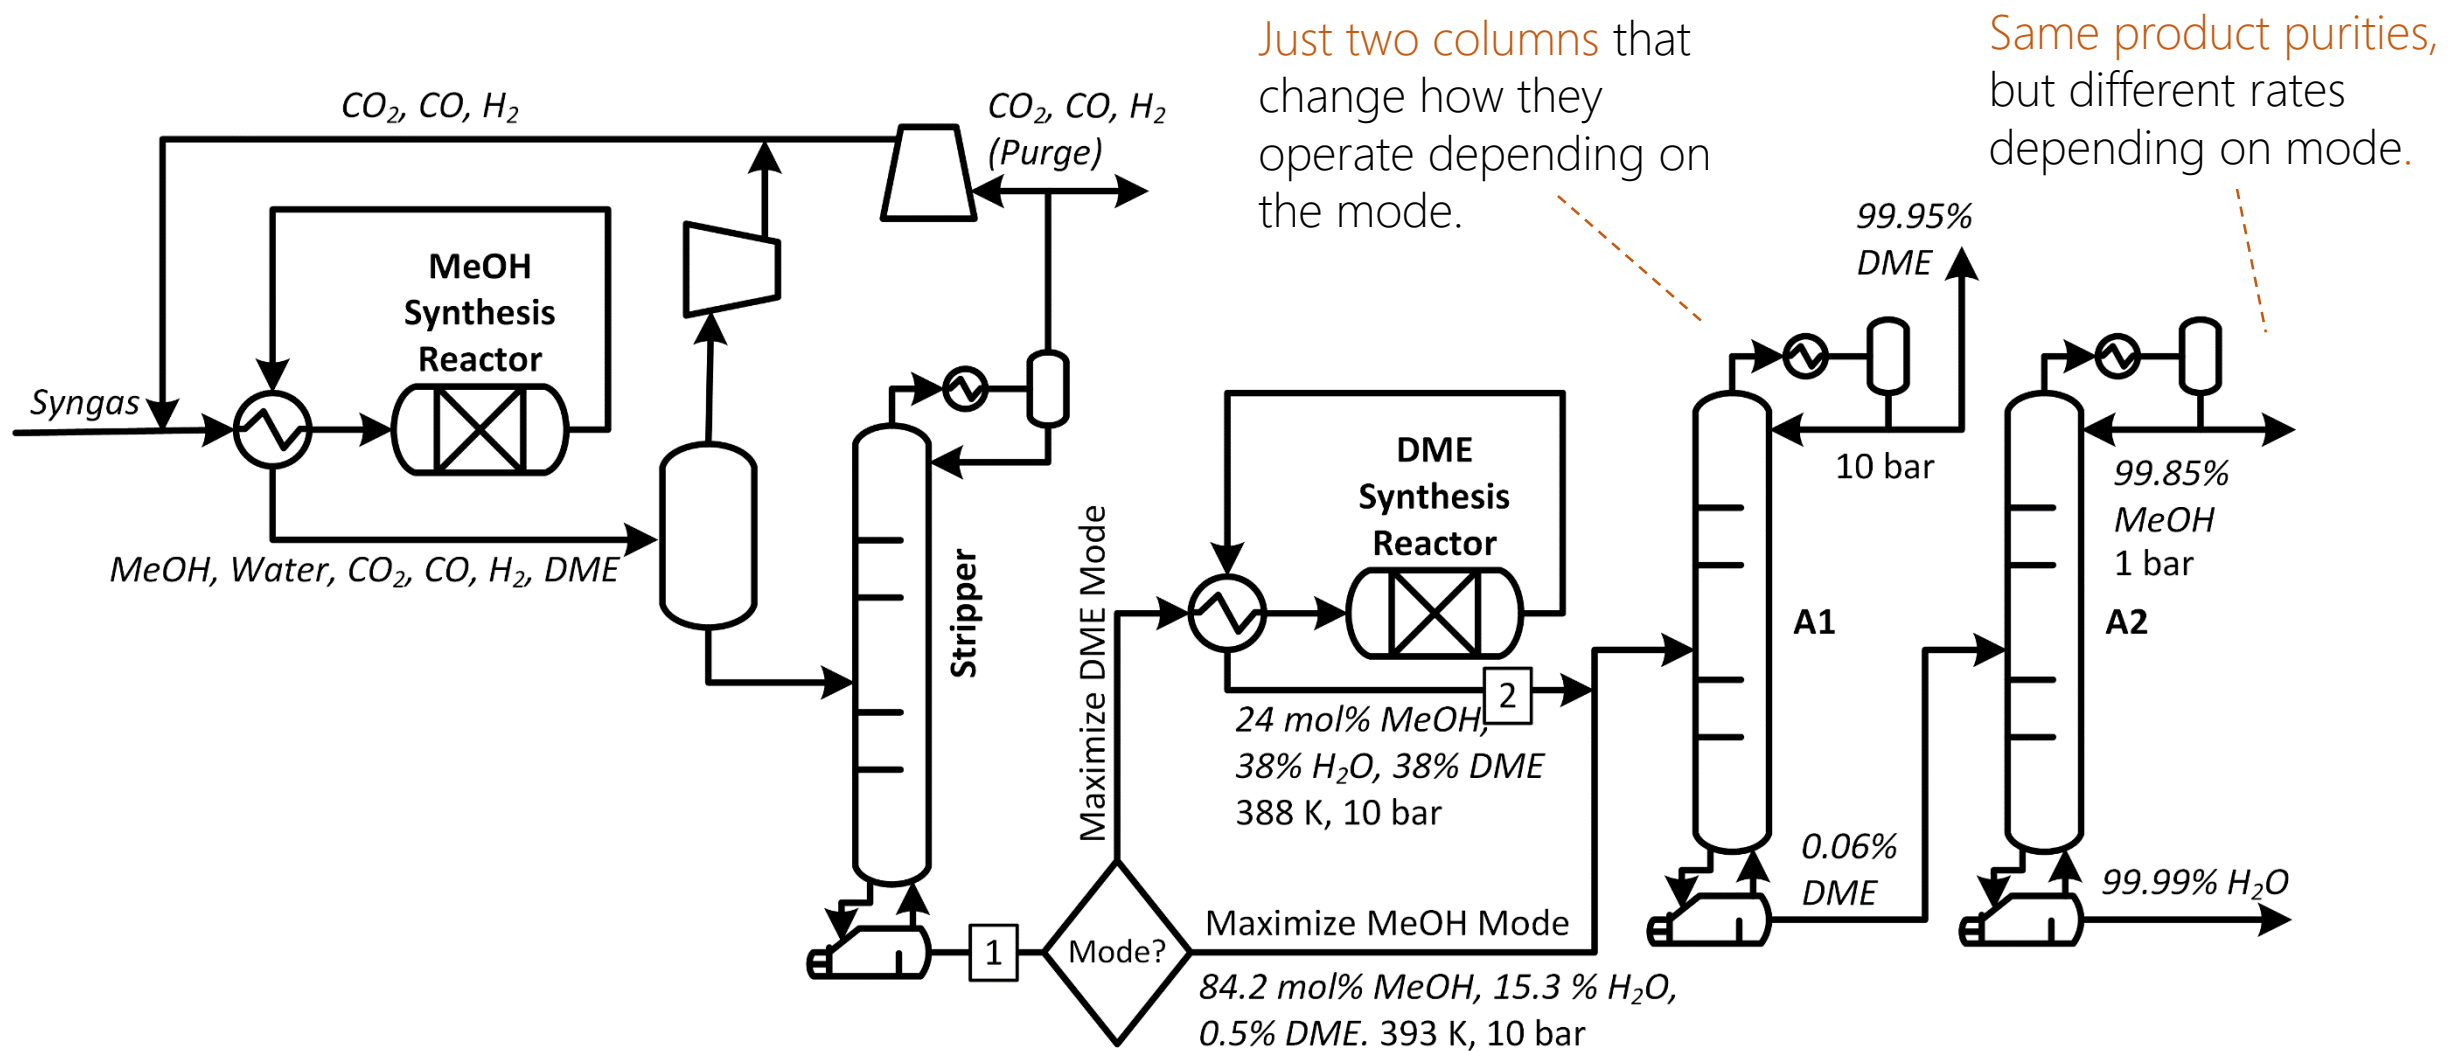 Just two columns that
change how they
operate depending on
the mode.
Same product purities,
but different rates
depending on mode.
CO₂, CO, H₂
CO₂, CO, H₂
(Purge)
MeOH
Synthesis
Reactor
Syngas
MeOH, Water, CO₂, CO, H₂, DME
Stripper
1
Mode?
Maximize DME Mode
DME
Synthesis
Reactor
2
24 mol% MeOH,
38% H₂O, 38% DME
388 K, 10 bar
Maximize MeOH Mode
84.2 mol% MeOH, 15.3 % H₂O,
0.5% DME. 393 K, 10 bar
99.95%
DME
10 bar
A1
0.06%
DME
99.85%
MeOH
1 bar
A2
99.99% H₂O